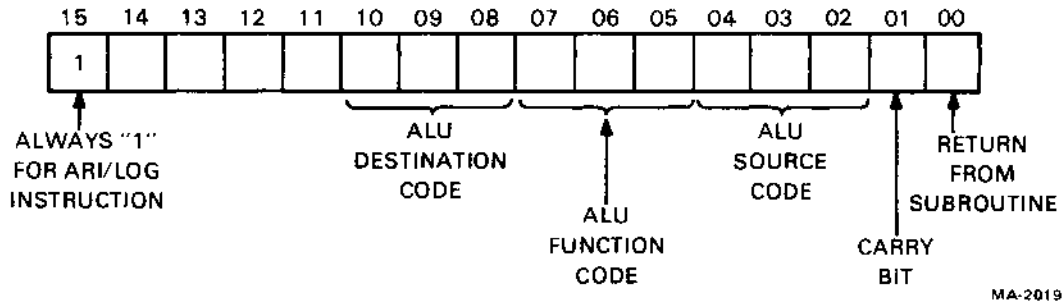 15 14 13 12 11 10 09 08 07 06 05 04 03 02 01 00
1
ALWAYS "1"
FOR ARI/LOG
INSTRUCTION
ALU
DESTINATION
CODE
ALU
FUNCTION
CODE
ALU
SOURCE
CODE
CARRY
BIT
RETURN
FROM
SUBROUTINE
MA-2019